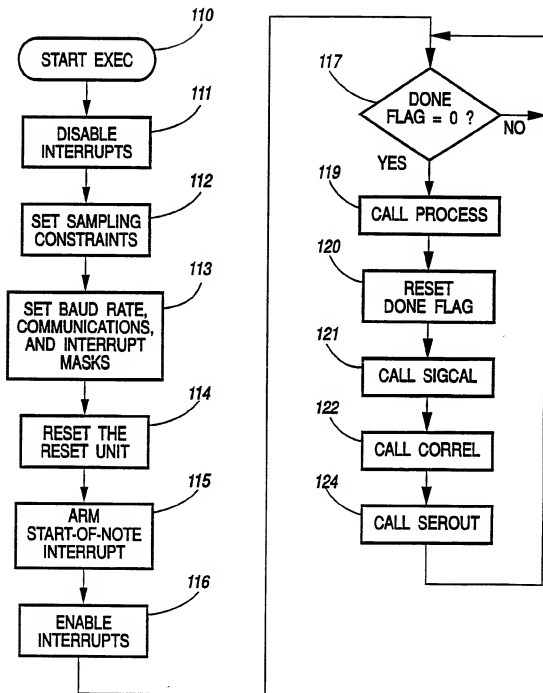 110
START EXEC
111
DISABLE
INTERRUPTS
112
SET SAMPLING
CONSTRAINTS
113
SET BAUD RATE,
COMMUNICATIONS,
AND INTERRUPT
MASKS
114
RESET THE
RESET UNIT
115
ARM
START-OF-NOTE
INTERRUPT
116
ENABLE
INTERRUPTS
117
DONE
FLAG = 0 ?
NO
YES
119
CALL PROCESS
120
RESET
DONE FLAG
121
CALL SIGCAL
122
CALL CORREL
124
CALL SEROUT